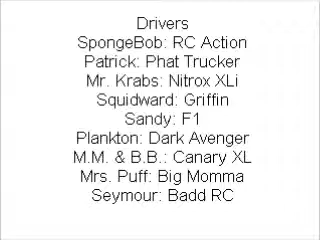 Drivers
SpongeBob: RC Action
Patrick: Phat Trucker
Mr. Krabs: Nitrox XLi
Squidward: Griffin
Sandy: F1
Plankton: Dark Avenger
M.M. & B.B.: Canary XL
Mrs. Puff: Big Momma
Seymour: Badd RC